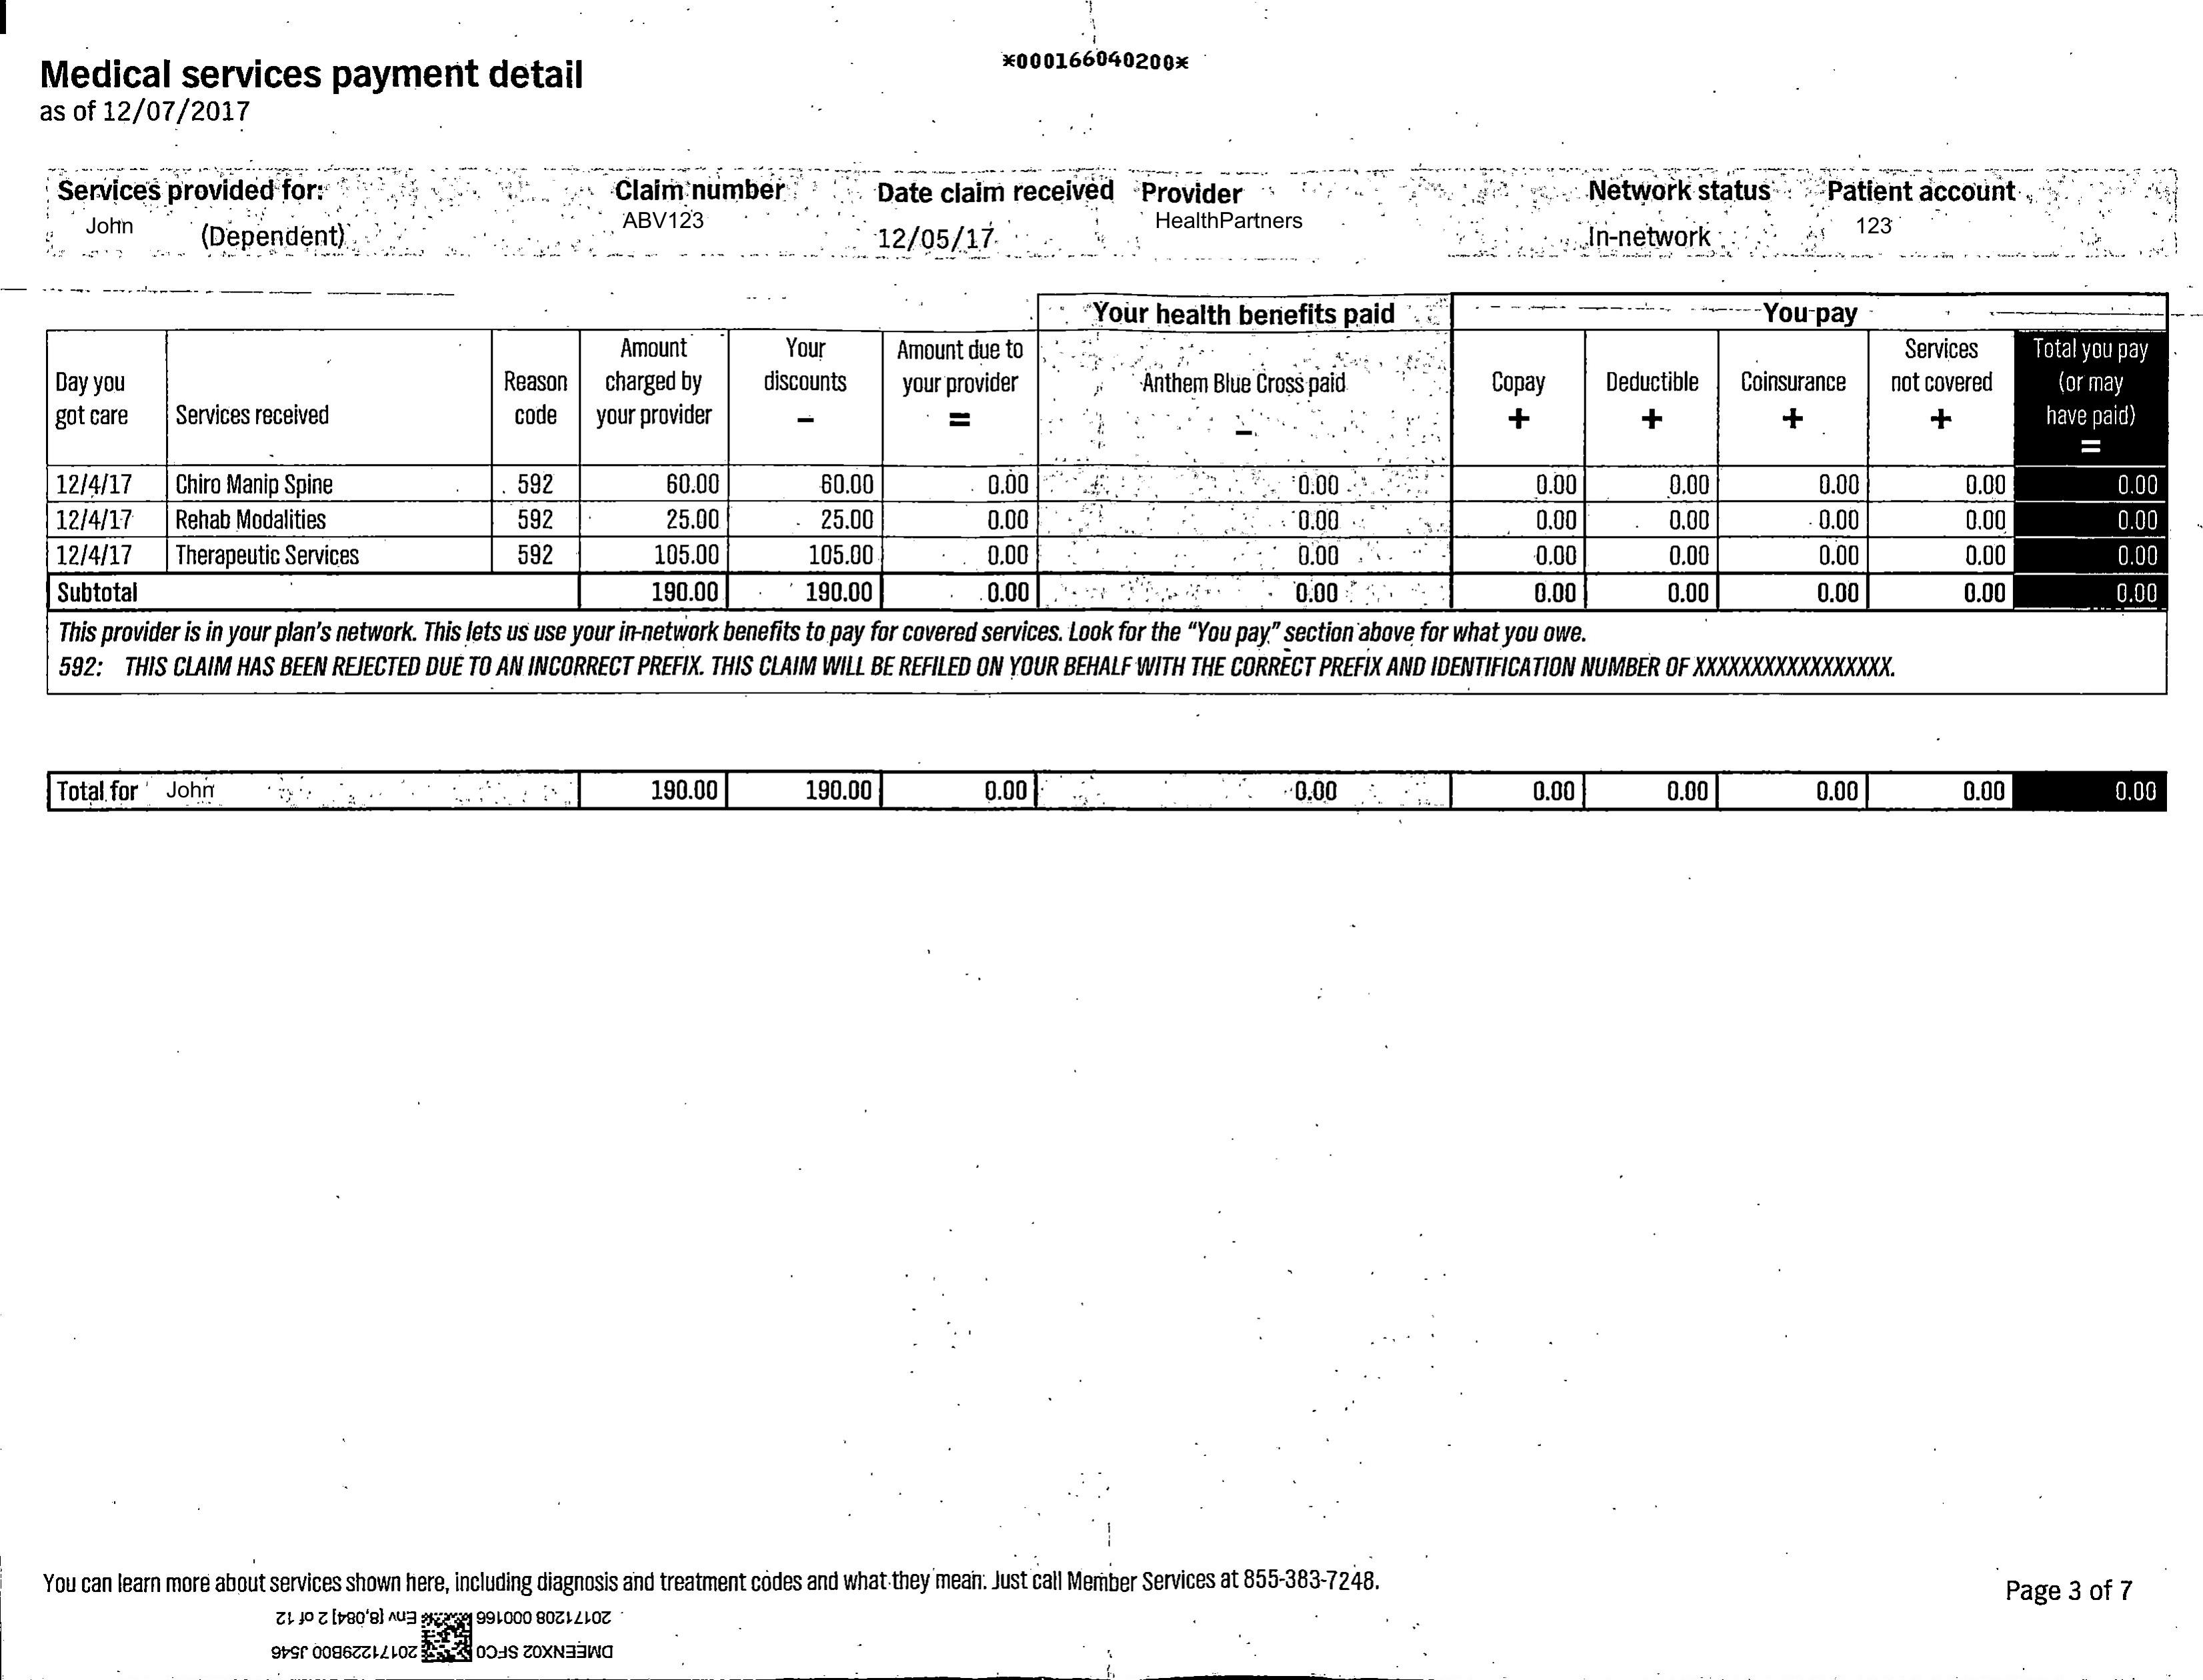 *000166040200*
Medical services payment detail
as of 12/07/2017
Services provided for: Claim number Date claim received Provider Network status Patient account
John (Dependent) ABV123 12/05/17 HealthPartners In-network 123
Your health benefits paid You pay
Day you got care Services received Reason code Amount charged by your provider Your discounts − Amount due to your provider = Anthem Blue Cross paid − Copay + Deductible + Coinsurance + Services not covered + Total you pay (or may have paid) =
12/4/17 Chiro Manip Spine 592 60.00 60.00 0.00 0.00 0.00 0.00 0.00 0.00 0.00
12/4/17 Rehab Modalities 592 25.00 25.00 0.00 0.00 0.00 0.00 0.00 0.00 0.00
12/4/17 Therapeutic Services 592 105.00 105.00 0.00 0.00 0.00 0.00 0.00 0.00 0.00
Subtotal 190.00 190.00 0.00 0.00 0.00 0.00 0.00 0.00 0.00
This provider is in your plan's network. This lets us use your in-network benefits to pay for covered services. Look for the "You pay" section above for what you owe.
592: THIS CLAIM HAS BEEN REJECTED DUE TO AN INCORRECT PREFIX. THIS CLAIM WILL BE REFILED ON YOUR BEHALF WITH THE CORRECT PREFIX AND IDENTIFICATION NUMBER OF XXXXXXXXXXXXXXXXX.
Total for John 190.00 190.00 0.00 0.00 0.00 0.00 0.00 0.00 0.00
You can learn more about services shown here, including diagnosis and treatment codes and what they mean. Just call Member Services at 855-383-7248.
Page 3 of 7
20171208 000166 Env [8,084] 2 of 12
DMEENX02 SFC0 20171229B00 J546